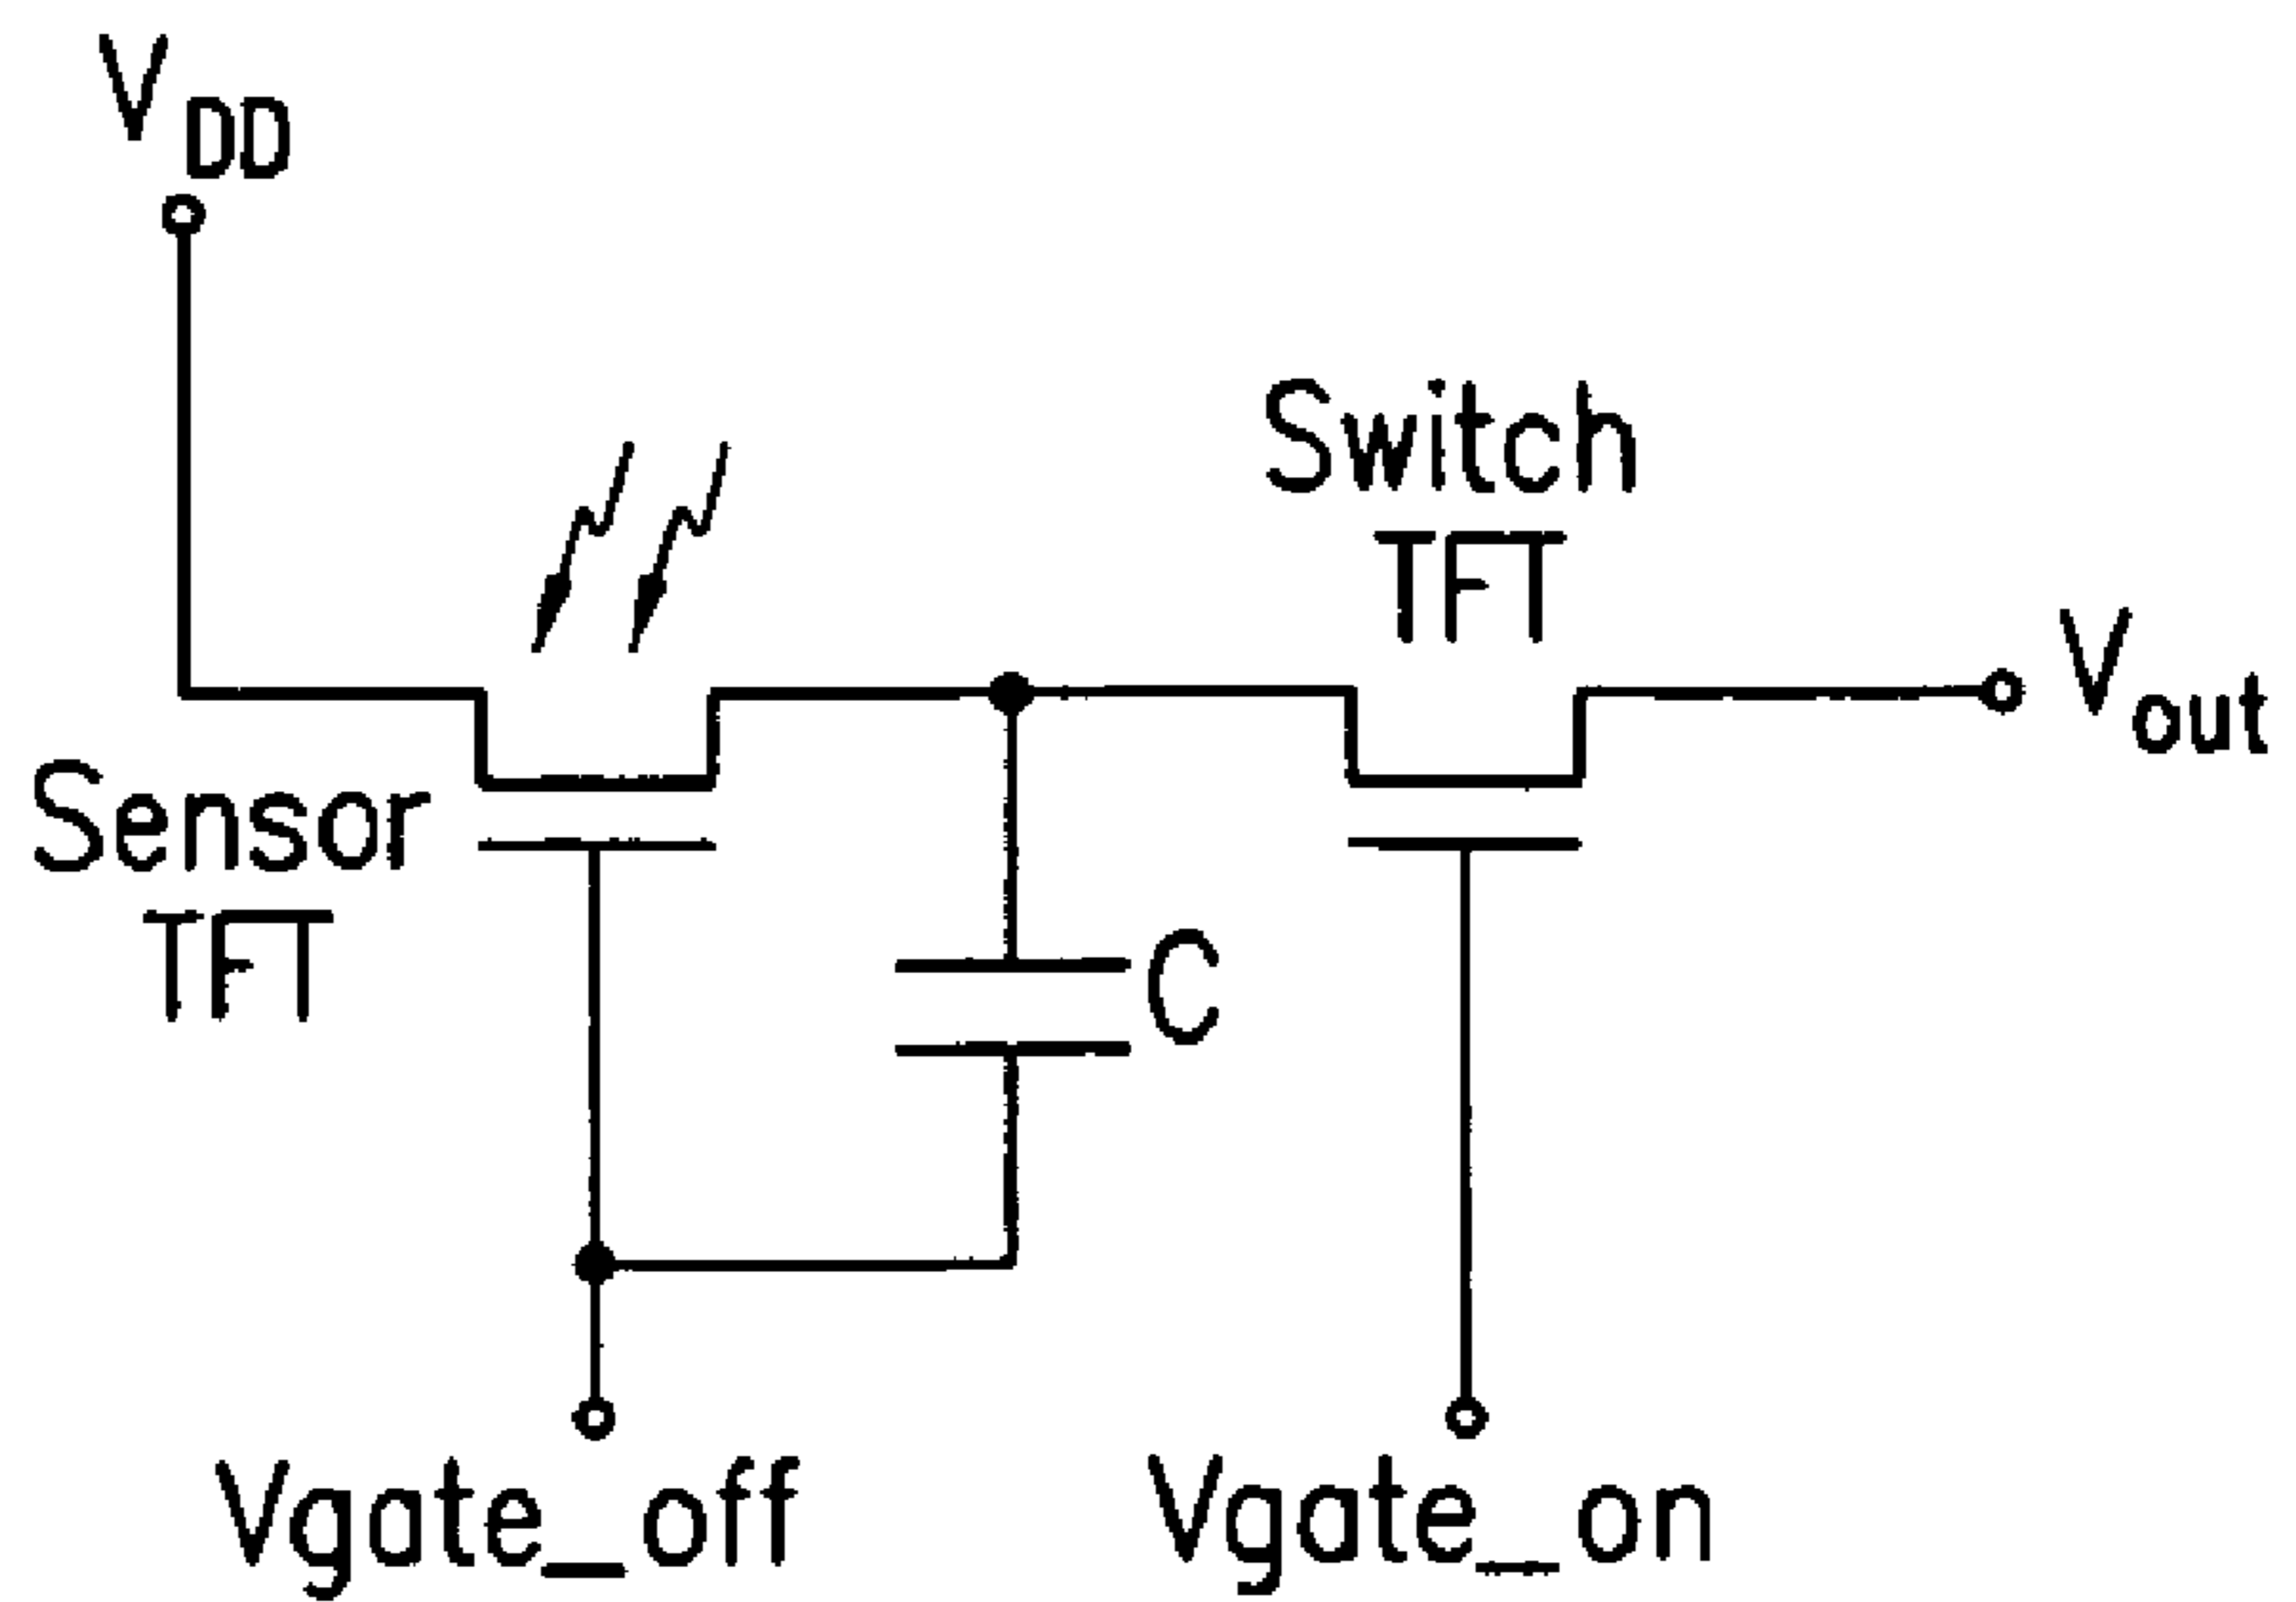 VDD
Switch
TFT
Vout
Sensor
TFT
C
Vgate_off
Vgate_on